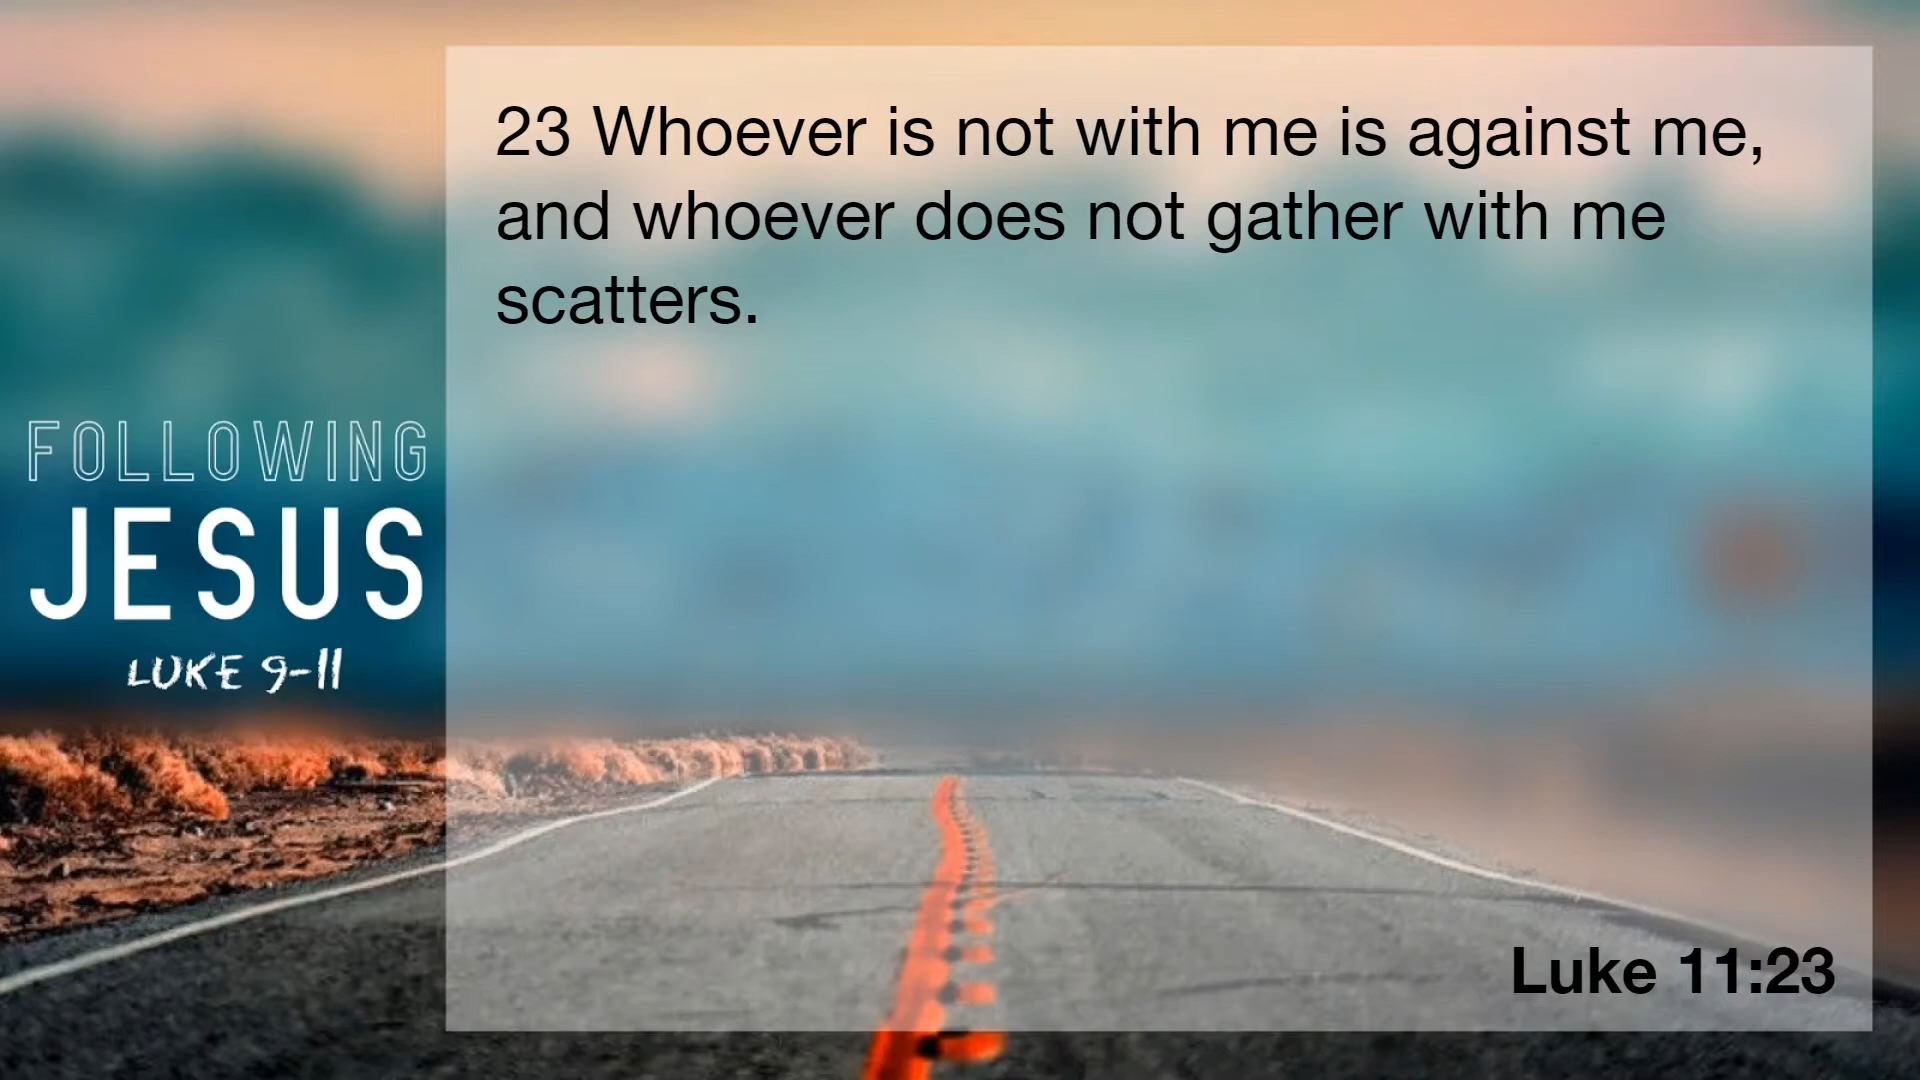 23 Whoever is not with me is against me,
and whoever does not gather with me
scatters.
FOLLOWING
JESUS
LUKE 9-11
Luke 11:23